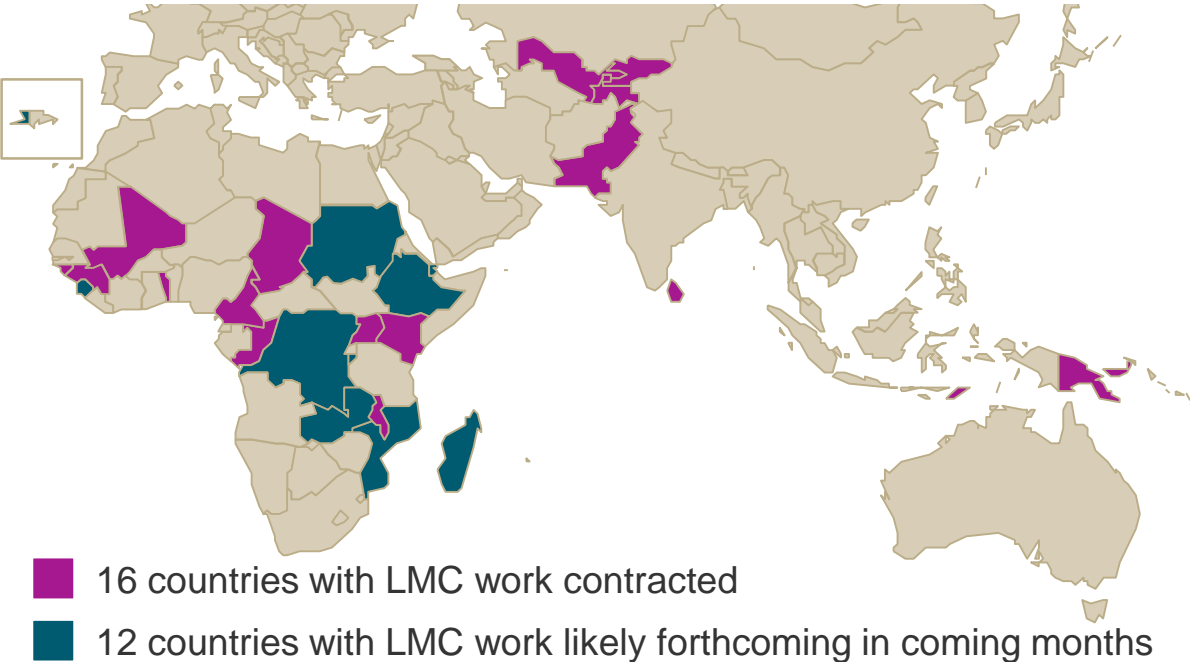 16 countries with LMC work contracted
12 countries with LMC work likely forthcoming in coming months